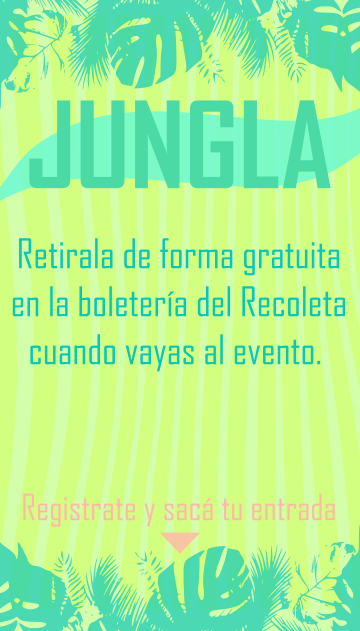 JUNGLA
Retirala de forma gratuita
en la boletería del Recoleta
cuando vayas al evento.
Registrate y sacá tu entrada